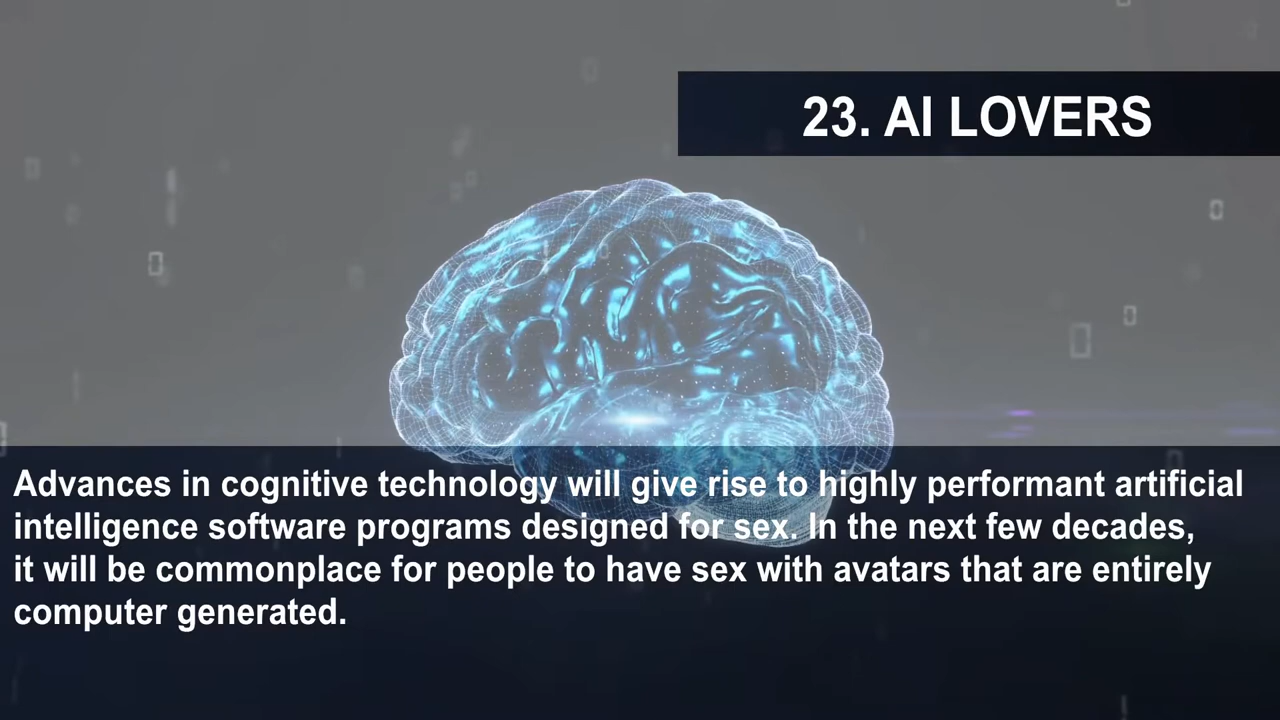 23. AI LOVERS
Advances in cognitive technology will give rise to highly performant artificial
intelligence software programs designed for sex. In the next few decades,
it will be commonplace for people to have sex with avatars that are entirely
computer generated.